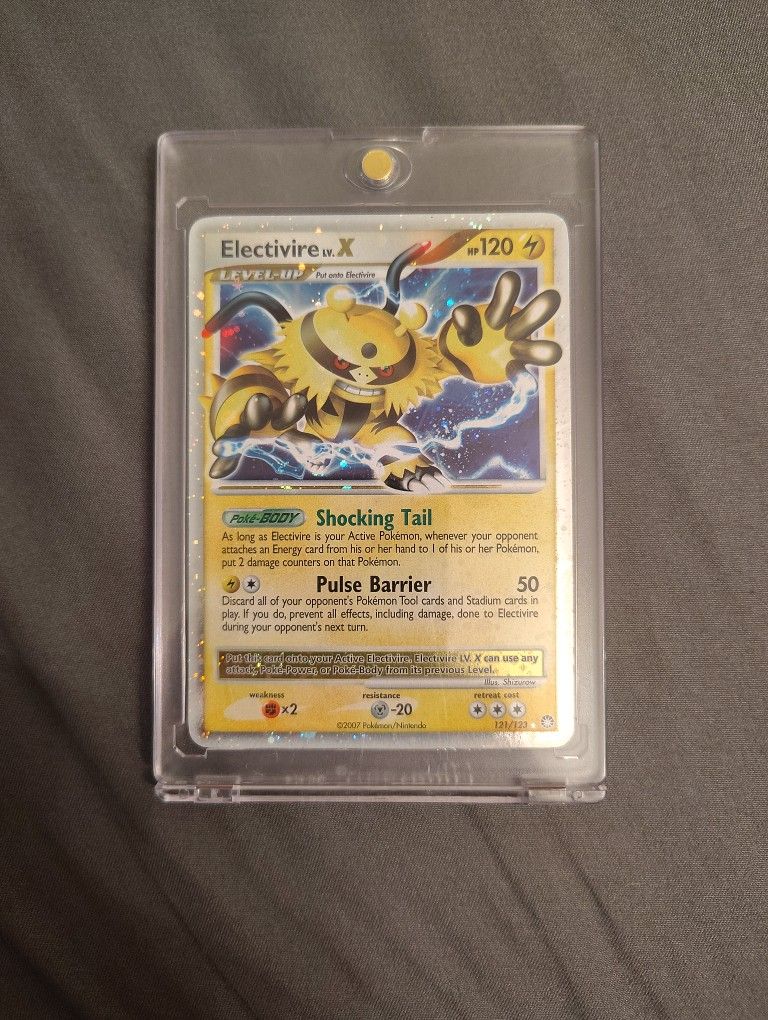 Electivire LV. X HP 120
LEVEL-UP Put onto Electivire
Poké-BODY Shocking Tail
As long as Electivire is your Active Pokémon, whenever your opponent
attaches an Energy card from his or her hand to 1 of his or her Pokémon,
put 2 damage counters on that Pokémon.
Pulse Barrier 50
Discard all of your opponent's Pokémon Tool cards and Stadium cards in
play. If you do, prevent all effects, including damage, done to Electivire
during your opponent's next turn.
Put this card onto your Active Electivire. Electivire LV. X can use any
attack, Poké-Power, or Poké-Body from its previous Level.
Illus. Shizurow
weakness resistance retreat cost
×2 -20
©2007 Pokémon/Nintendo 121/123